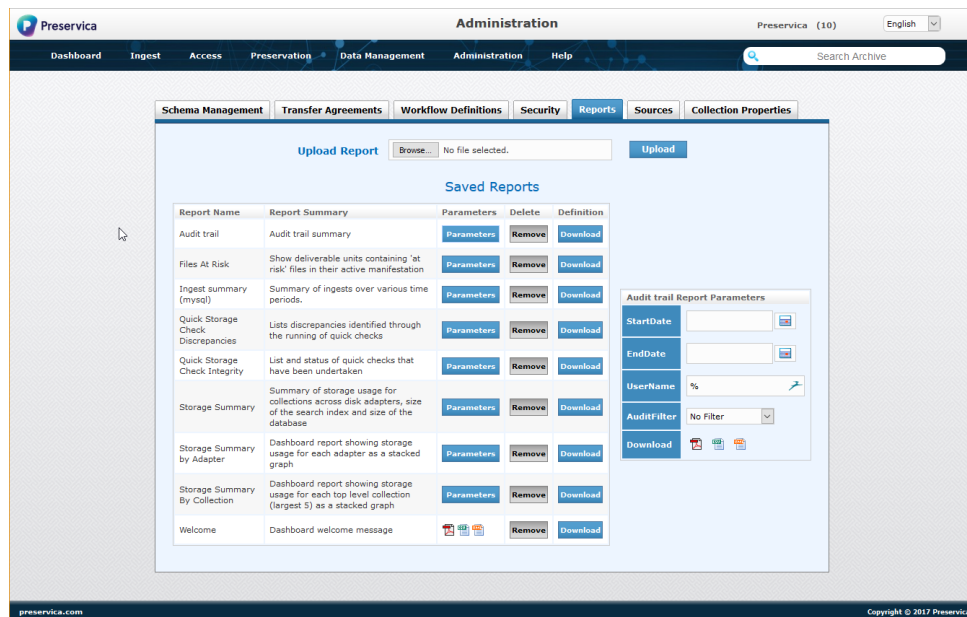 Preservica
Administration
Preservica (10)
English
Dashboard Ingest Access Preservation Data Management Administration Help
Search Archive
Schema Management Transfer Agreements Workflow Definitions Security Reports Sources Collection Properties
Upload Report Browse... No file selected. Upload
Saved Reports
Report Name Report Summary Parameters Delete Definition
Audit trail Audit trail summary Parameters Remove Download
Files At Risk
Show deliverable units containing 'at
risk' files in their active manifestation
Parameters Remove Download
Ingest summary
(mysql)
Summary of ingests over various time
periods.
Parameters Remove Download
Quick Storage
Check
Discrepancies
Lists discrepancies identified through
the running of quick checks
Parameters Remove Download
Quick Storage
Check Integrity
List and status of quick checks that
have been undertaken
Parameters Remove Download
Storage Summary
Summary of storage usage for
collections across disk adapters, size
of the search index and size of the
database
Parameters Remove Download
Storage Summary
by Adapter
Dashboard report showing storage
usage for each adapter as a stacked
graph
Parameters Remove Download
Storage Summary
By Collection
Dashboard report showing storage
usage for each top level collection
(largest 5) as a stacked graph
Parameters Remove Download
Welcome Dashboard welcome message Remove Download
Audit trail Report Parameters
StartDate
EndDate
UserName %
AuditFilter No Filter
Download
preservica.com
Copyright © 2017 Preservica